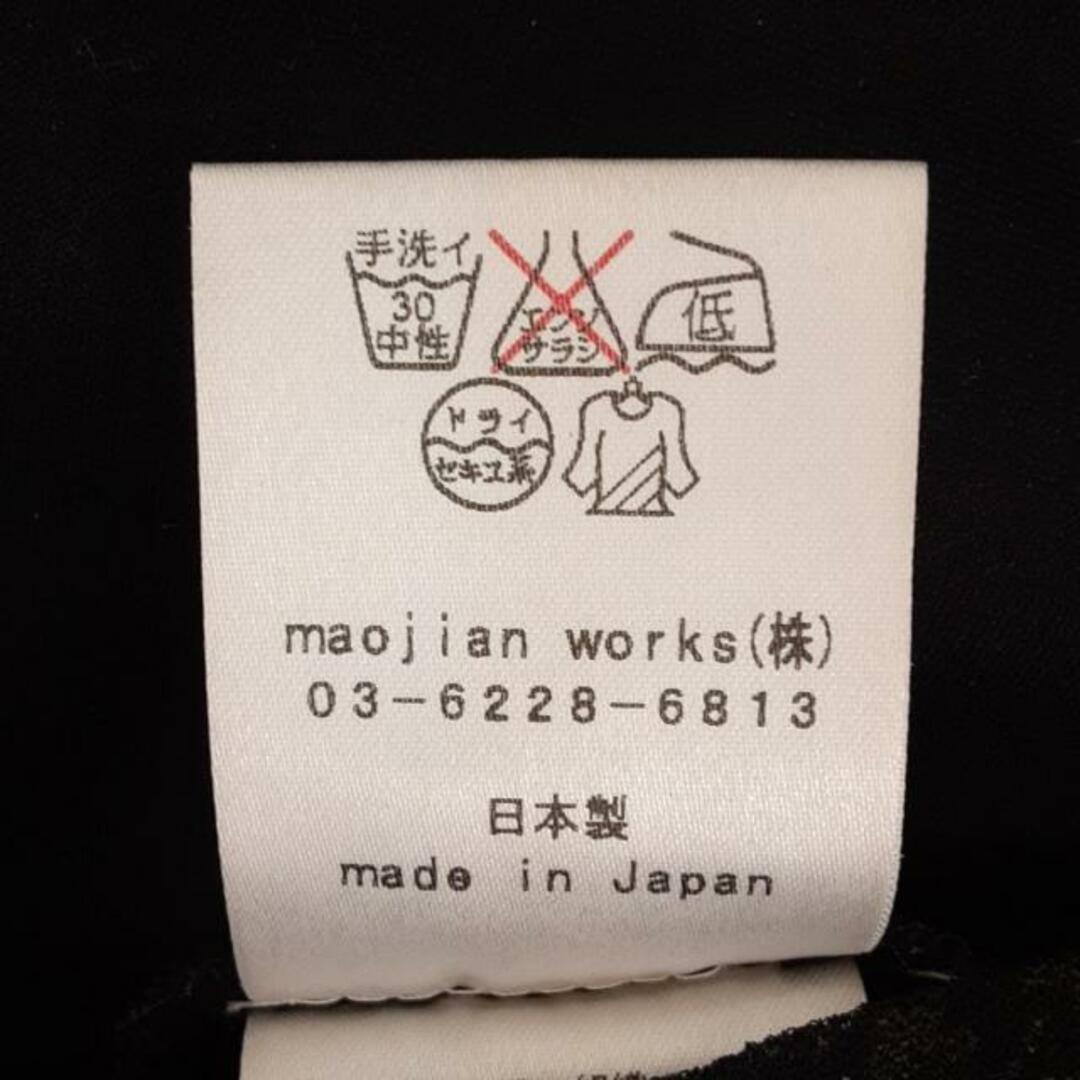 手洗イ
30
中性
エンソ
サラシ
低
ドライ
セキユ系
maojian works(株)
03-6228-6813
日本製
made in Japan